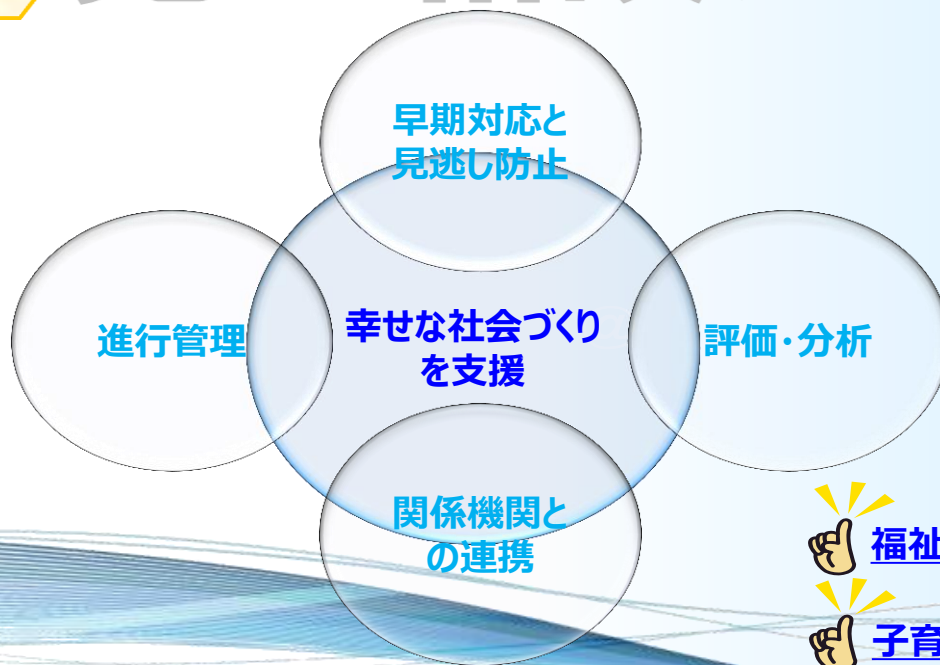 早期対応と
見逃し防止
進行管理
幸せな社会づくり
を支援
評価・分析
関係機関と
の連携
福祉
子育